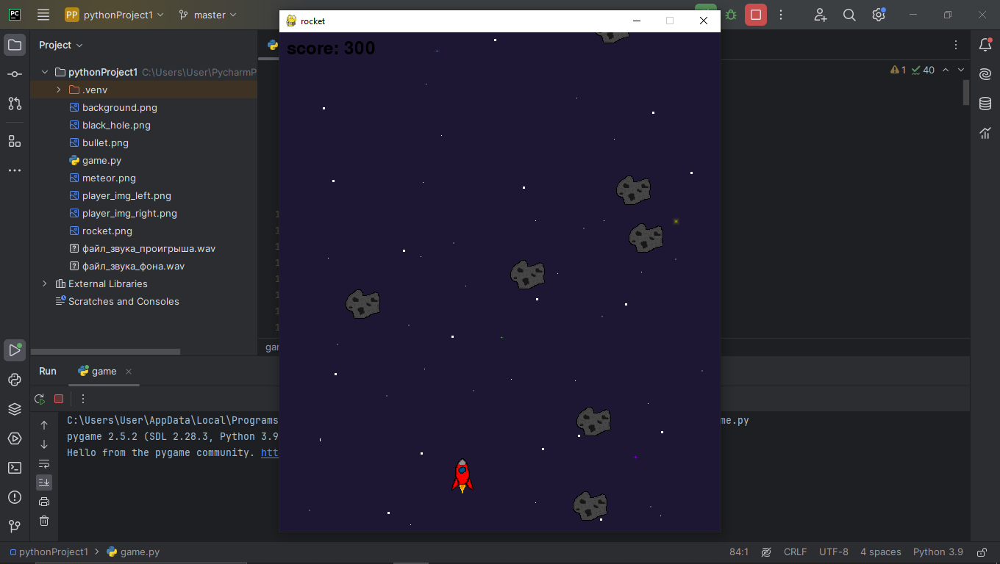 PC
PP pythonProject1
master
rocket
Project
score: 300
1 40
pythonProject1 C:\Users\User\PycharmP
.venv
background.png
black_hole.png
bullet.png
game.py
meteor.png
player_img_left.png
player_img_right.png
rocket.png
файл_звука_проигрыша.wav
файл_звука_фона.wav
External Libraries
Scratches and Consoles
Run game
C:\Users\User\AppData\Local\Programs
me.py
pygame 2.5.2 (SDL 2.28.3, Python 3.9
Hello from the pygame community. htt
pythonProject1 > game.py
84:1 CRLF UTF-8 4 spaces Python 3.9